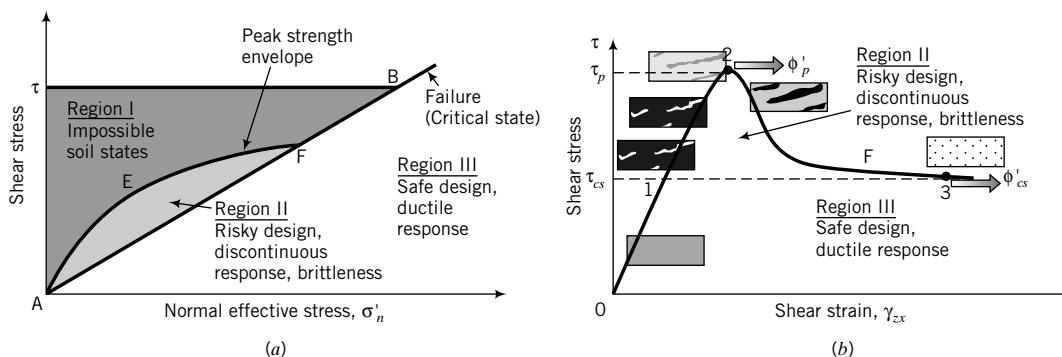 Peak strength
envelope
τ
B
Region I
Impossible
soil states
Failure
(Critical state)
Shear stress
E
F
Region III
Safe design,
ductile
response
Region II
Risky design,
discontinuous
response, brittleness
A
Normal effective stress, σ′n
(a)
τ
τp
2
ϕ′p
Region II
Risky design,
discontinuous
response, brittleness
Shear stress
F
τcs
1
3
ϕ′cs
Region III
Safe design,
ductile response
0
Shear strain, γzx
(b)